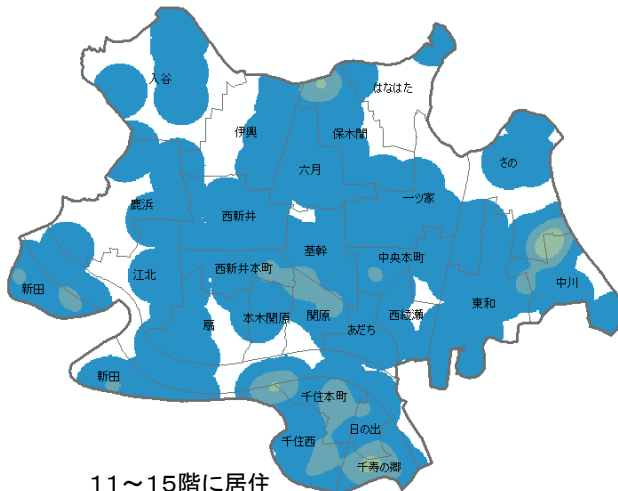 入谷
はなはた
伊興
保木間
さの
六月
一ツ家
鹿浜
西新井
基幹
中央本町
江北
西新井本町
新田
中川
東和
扇
本木関原
関原
あだち
西綾瀬
新田
千住本町
日の出
千住西
千寿の郷
11～15階に居住